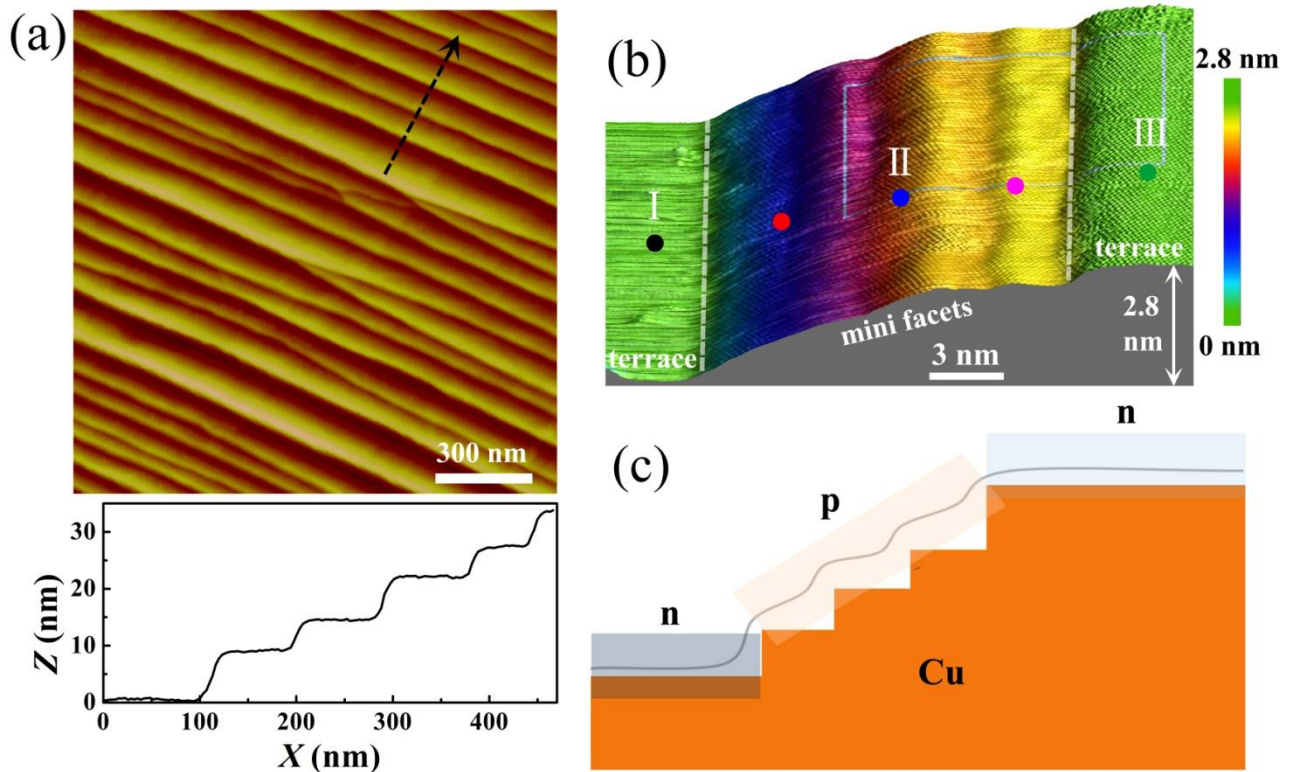 (a)
300 nm
30
20
10
0
Z (nm)
0 100 200 300 400
X (nm)
(b)
2.8 nm
0 nm
I
II
III
terrace
terrace
mini facets
2.8
nm
3 nm
(c)
n
p
n
Cu